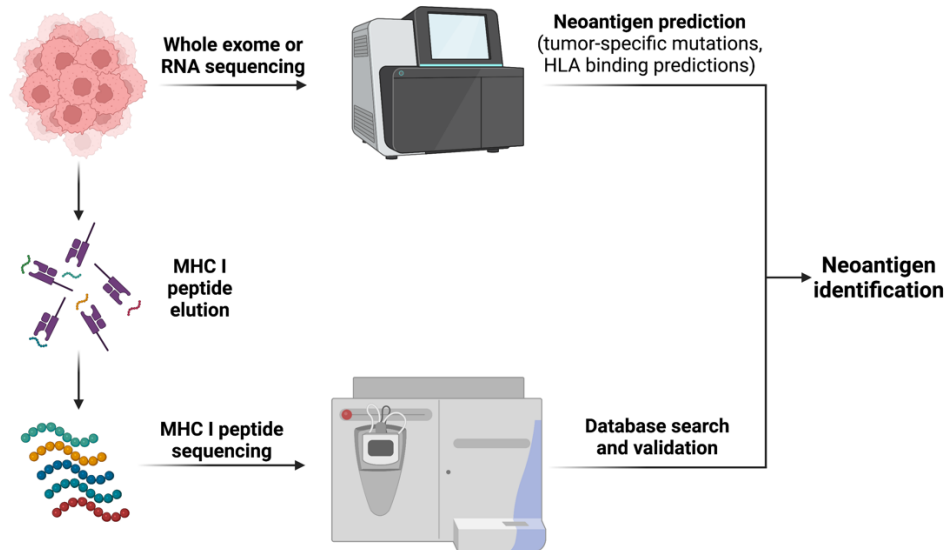 Whole exome or
RNA sequencing
Neoantigen prediction
(tumor-specific mutations,
HLA binding predictions)
MHC I
peptide
elution
Neoantigen
identification
MHC I peptide
sequencing
Database search
and validation